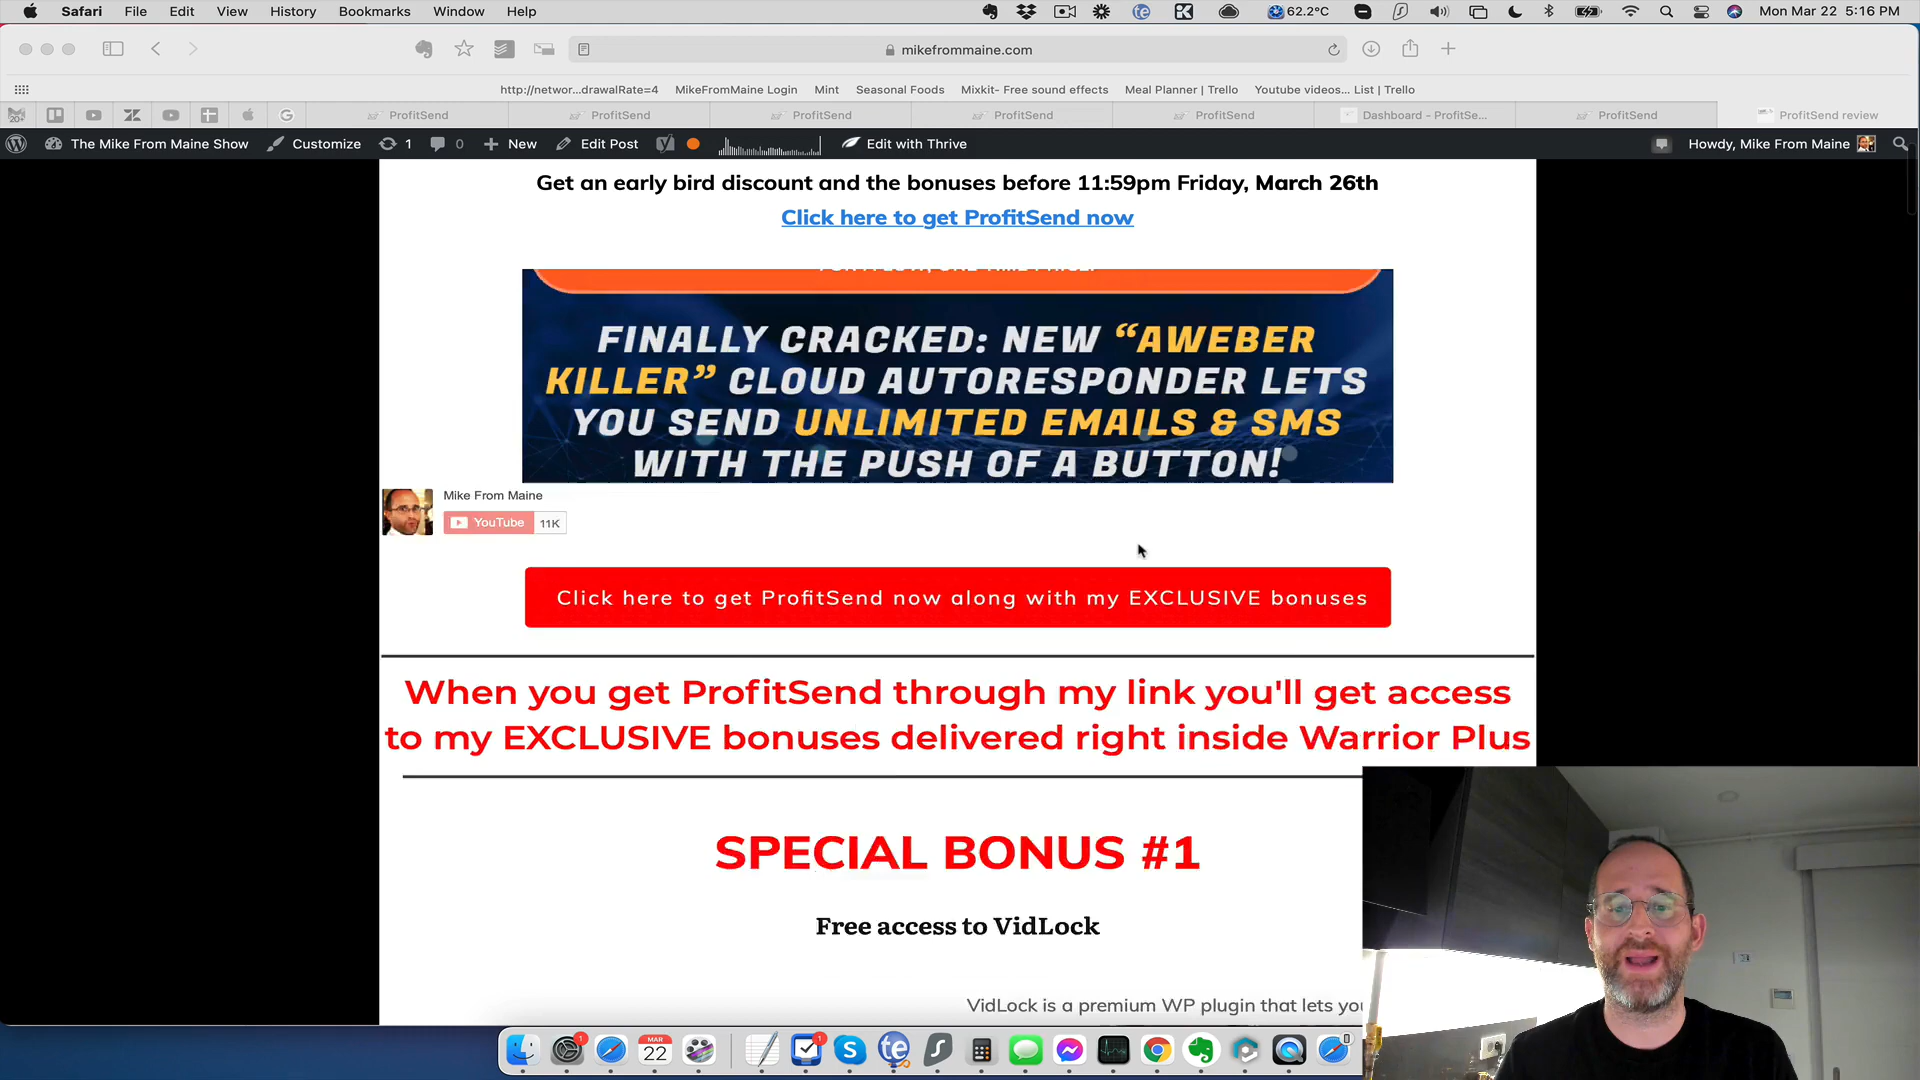 Safari File Edit View History Bookmarks Window Help 62.2°C Mon Mar 22 5:16 PM
mikefrommaine.com
http://networ...drawalRate=4 MikeFromMaine Login Mint Seasonal Foods Mixkit- Free sound effects Meal Planner | Trello Youtube videos... List | Trello
ProfitSend ProfitSend ProfitSend ProfitSend ProfitSend Dashboard - ProfitSe... ProfitSend ProfitSend review
The Mike From Maine Show Customize 1 0 New Edit Post Edit with Thrive Howdy, Mike From Maine
Get an early bird discount and the bonuses before 11:59pm Friday, March 26th
Click here to get ProfitSend now
FINALLY CRACKED: NEW “AWEBER
KILLER” CLOUD AUTORESPONDER LETS
YOU SEND UNLIMITED EMAILS & SMS
WITH THE PUSH OF A BUTTON!
Mike From Maine
YouTube 11K
Click here to get ProfitSend now along with my EXCLUSIVE bonuses
When you get ProfitSend through my link you'll get access
to my EXCLUSIVE bonuses delivered right inside Warrior Plus
SPECIAL BONUS #1
Free access to VidLock
VidLock is a premium WP plugin that lets you
1 MAR 22 1